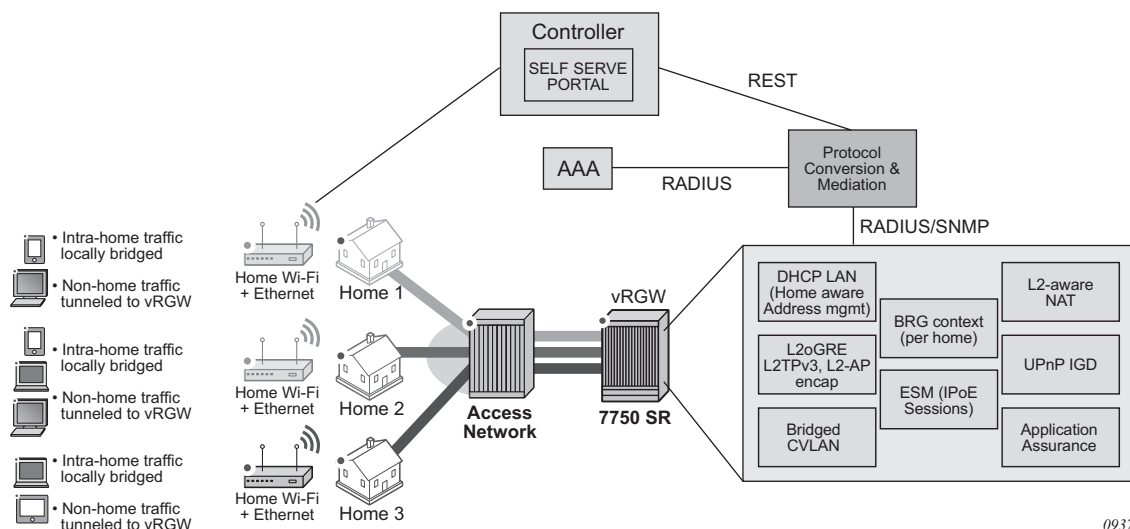 Controller
SELF SERVE
PORTAL
REST
AAA
RADIUS
Protocol
Conversion &
Mediation
RADIUS/SNMP
• Intra-home traffic
locally bridged
• Non-home traffic
tunneled to vRGW
Home Wi-Fi
+ Ethernet
Home 1
• Intra-home traffic
locally bridged
• Non-home traffic
tunneled to vRGW
Home Wi-Fi
+ Ethernet
Home 2
• Intra-home traffic
locally bridged
• Non-home traffic
tunneled to vRGW
Home Wi-Fi
+ Ethernet
Home 3
Access
Network
vRGW
7750 SR
DHCP LAN
(Home aware
Address mgmt)
L2oGRE
L2TPv3, L2-AP
encap
Bridged
CVLAN
BRG context
(per home)
ESM (IPoE
Sessions)
L2-aware
NAT
UPnP IGD
Application
Assurance